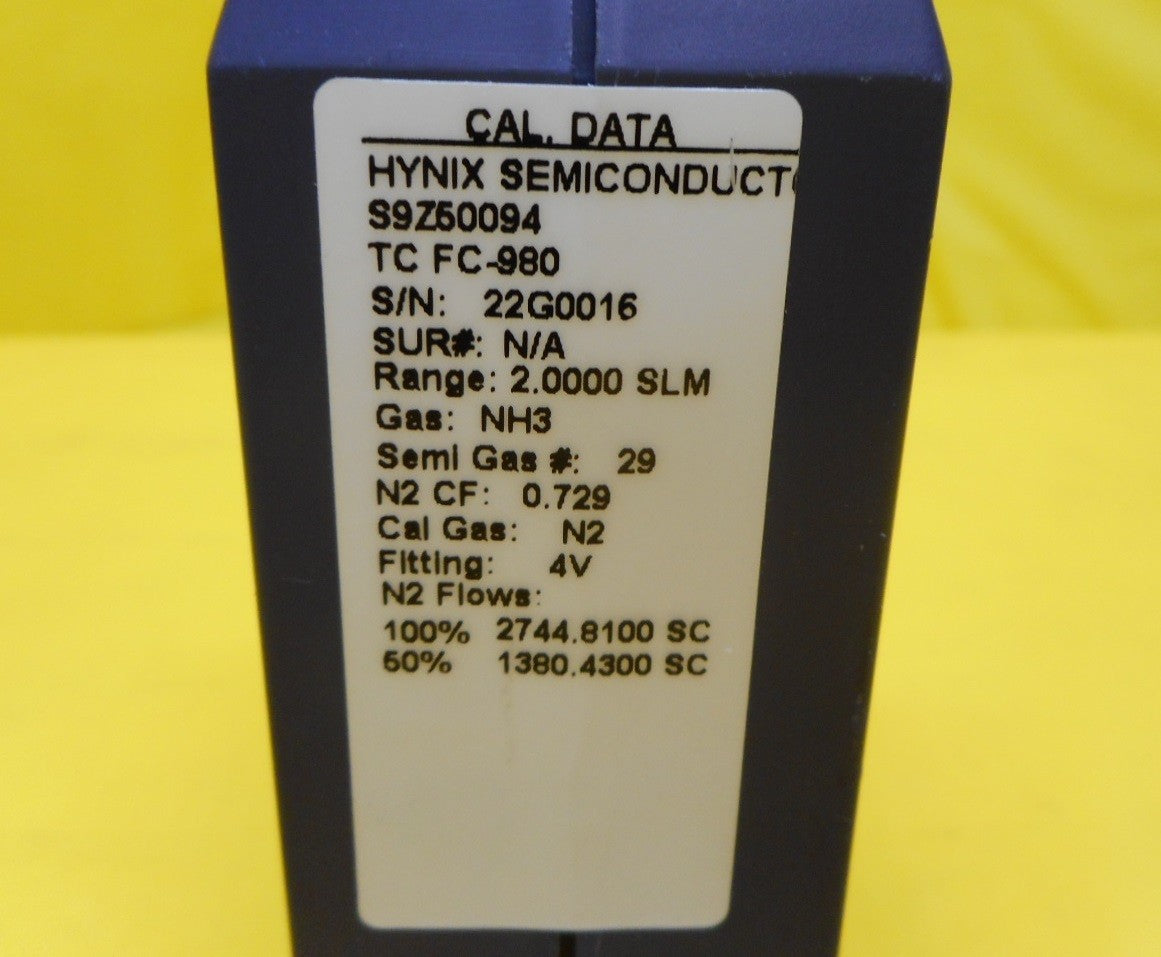 CAL. DATA
HYNIX SEMICONDUCTO
S9Z50094
TC FC-980
S/N: 22G0016
SUR#: N/A
Range: 2.0000 SLM
Gas: NH3
Semi Gas #: 29
N2 CF: 0.729
Cal Gas: N2
Fitting: 4V
N2 Flows:
100% 2744.8100 SC
50% 1380.4300 SC